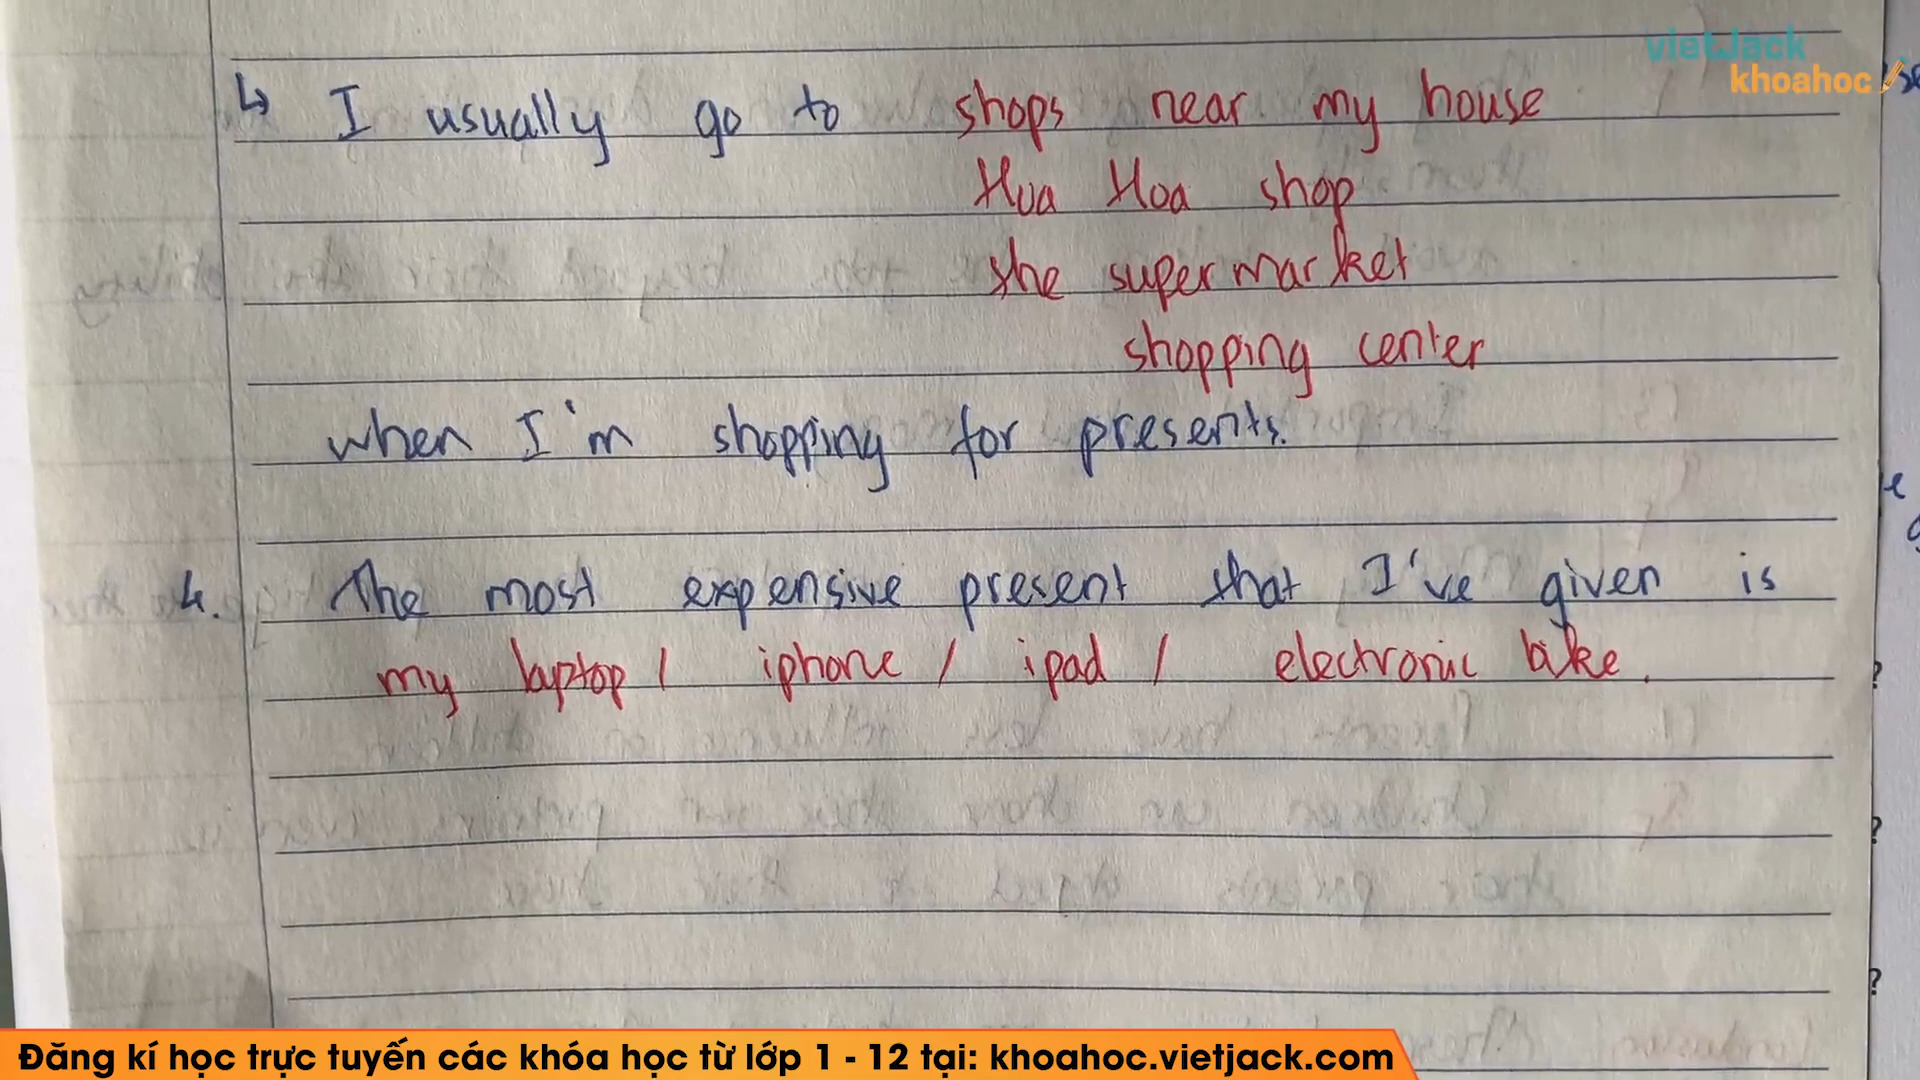 vietJack
khoahoc
↳ I usually go to shops near my house
Hoa Hoa shop
the supermarket
shopping center
when I'm shopping for presents.
4. The most expensive present that I've given is
my laptop / iphone / ipad / electronic bike.
Đăng kí học trực tuyến các khóa học từ lớp 1 - 12 tại: khoahoc.vietjack.com